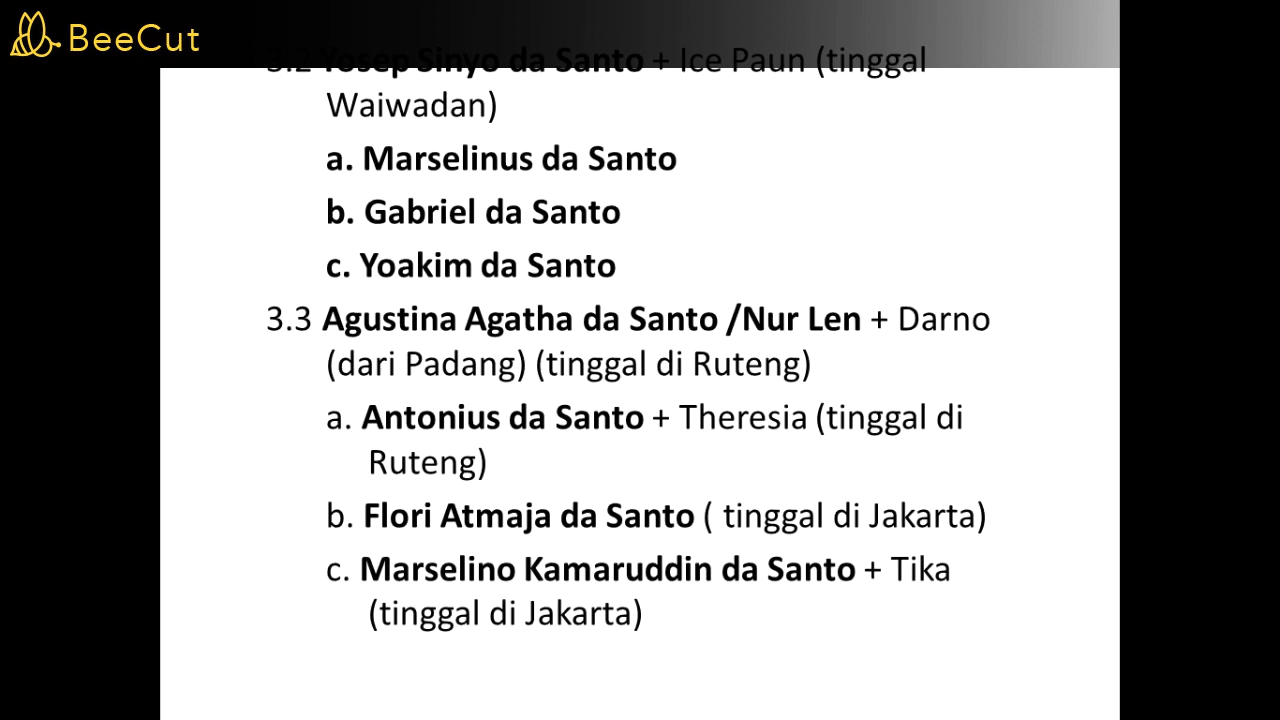 BeeCut
3.2 Yosep Sinyo da Santo + Ice Paun (tinggal
Waiwadan)
a. Marselinus da Santo
b. Gabriel da Santo
c. Yoakim da Santo
3.3 Agustina Agatha da Santo /Nur Len + Darno
(dari Padang) (tinggal di Ruteng)
a. Antonius da Santo + Theresia (tinggal di
Ruteng)
b. Flori Atmaja da Santo ( tinggal di Jakarta)
c. Marselino Kamaruddin da Santo + Tika
(tinggal di Jakarta)